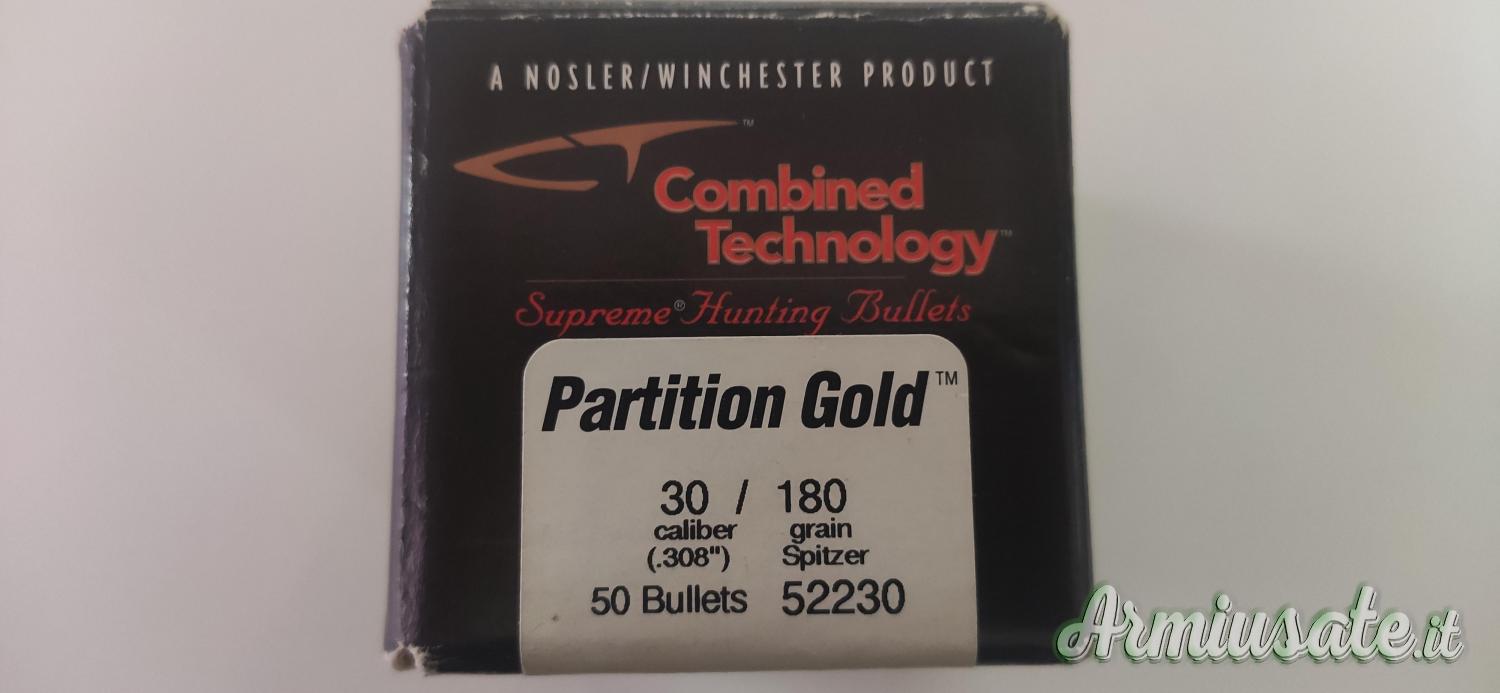 A NOSLER/WINCHESTER PRODUCT
CT™
Combined
Technology™
Supreme® Hunting Bullets
Partition Gold™
30 / 180
caliber grain
(.308") Spitzer
50 Bullets 52230
Armiusate.it